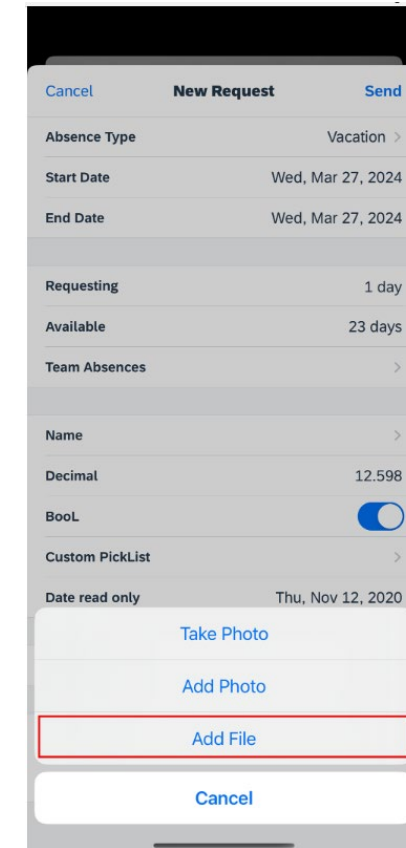 Cancel New Request Send
Absence Type Vacation >
Start Date Wed, Mar 27, 2024
End Date Wed, Mar 27, 2024
Requesting 1 day
Available 23 days
Team Absences >
Name >
Decimal 12.598
BooL
Custom PickList >
Date read only Thu, Nov 12, 2020
Take Photo
Add Photo
Add File
Cancel